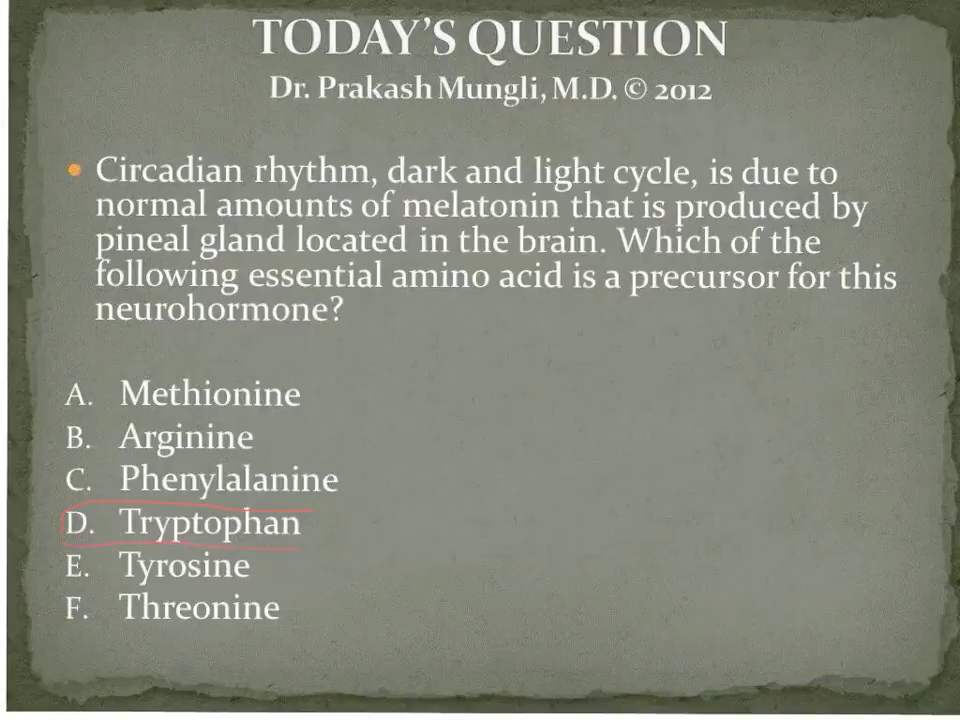 TODAY'S QUESTION
Dr. Prakash Mungli, M.D. © 2012
• Circadian rhythm, dark and light cycle, is due to
normal amounts of melatonin that is produced by
pineal gland located in the brain. Which of the
following essential amino acid is a precursor for this
neurohormone?
A. Methionine
B. Arginine
C. Phenylalanine
D. Tryptophan
E. Tyrosine
F. Threonine